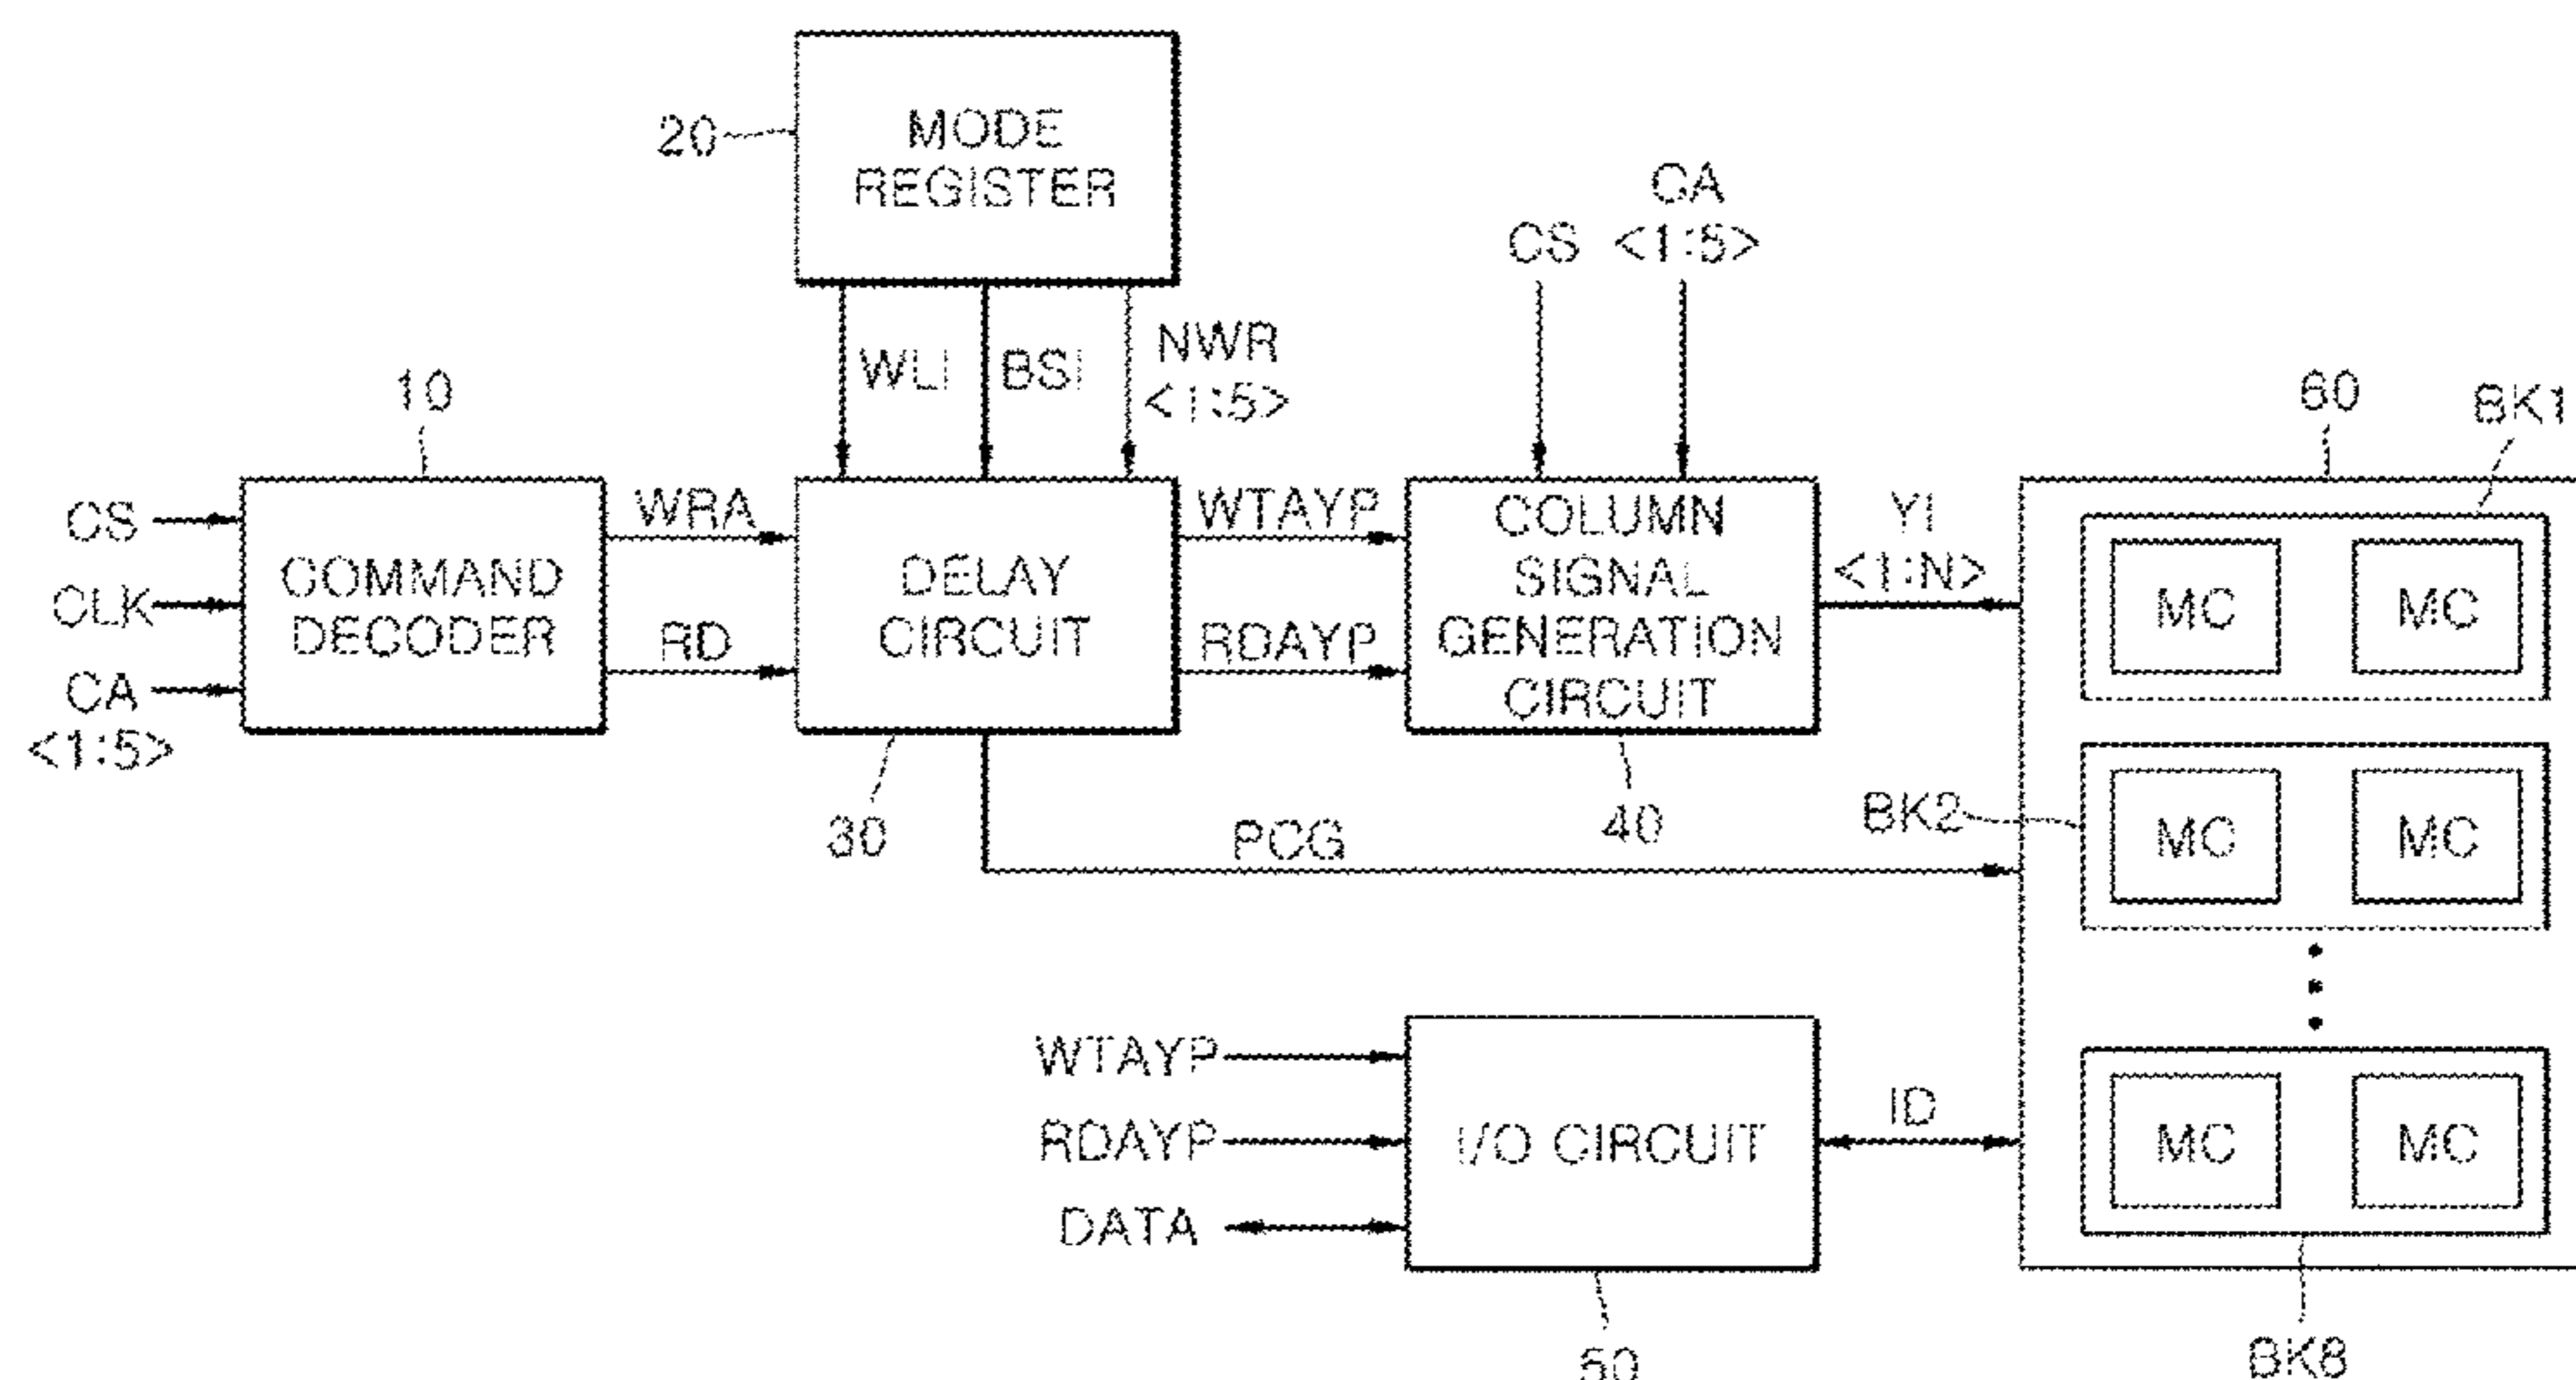 20
MODE
REGISTER
CA
CS <1:5>
WLI
BSI
NWR
<1:5>
10
60
BK1
CS
CLK
CA
<1:5>
COMMAND
DECODER
WRA
RD
DELAY
CIRCUIT
WTAYP
RDAYP
COLUMN
SIGNAL
GENERATION
CIRCUIT
YI
<1:N>
MC MC
30
40
PCG
BK2
MC MC
WTAYP
RDAYP
DATA
I/O CIRCUIT
ID
MC MC
50
BK8